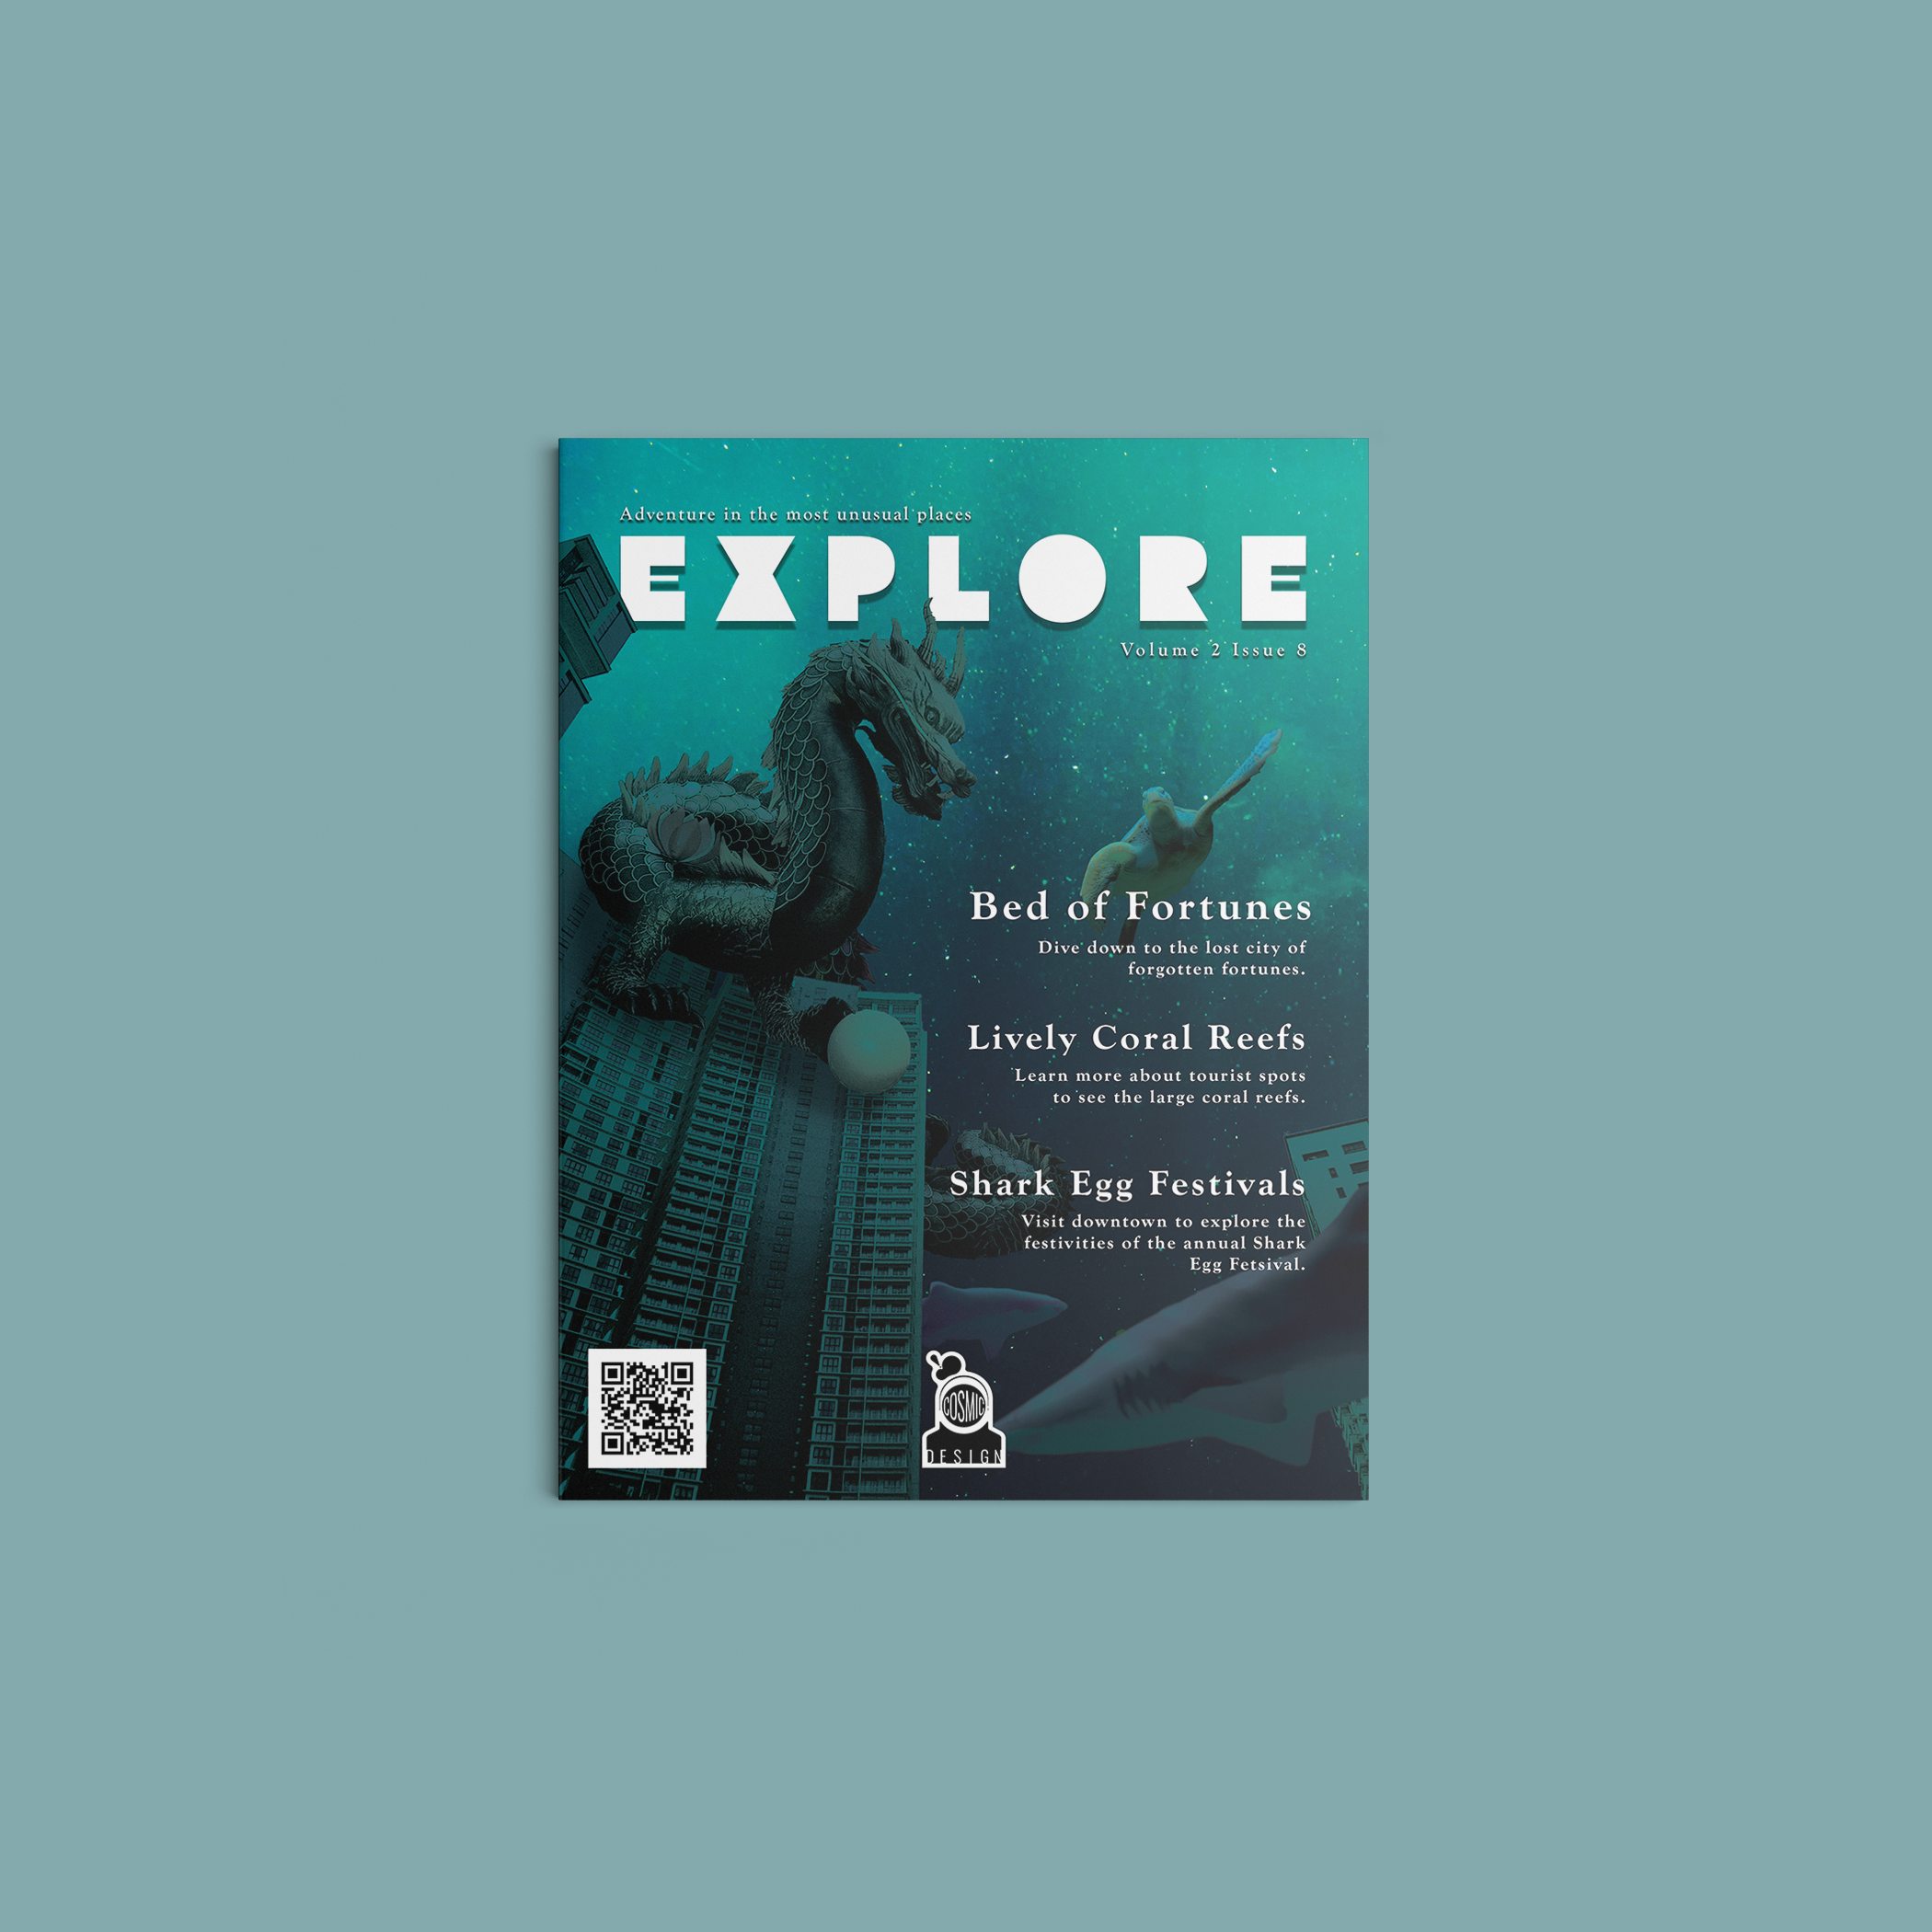 Adventure in the most unusual places
EXPLORE
Volume 2 Issue 8
Bed of Fortunes
Dive down to the lost city of
forgotten fortunes.
Lively Coral Reefs
Learn more about tourist spots
to see the large coral reefs.
Shark Egg Festivals
Visit downtown to explore the
festivities of the annual Shark
Egg Fetsival.
COSMIC
DESIGN